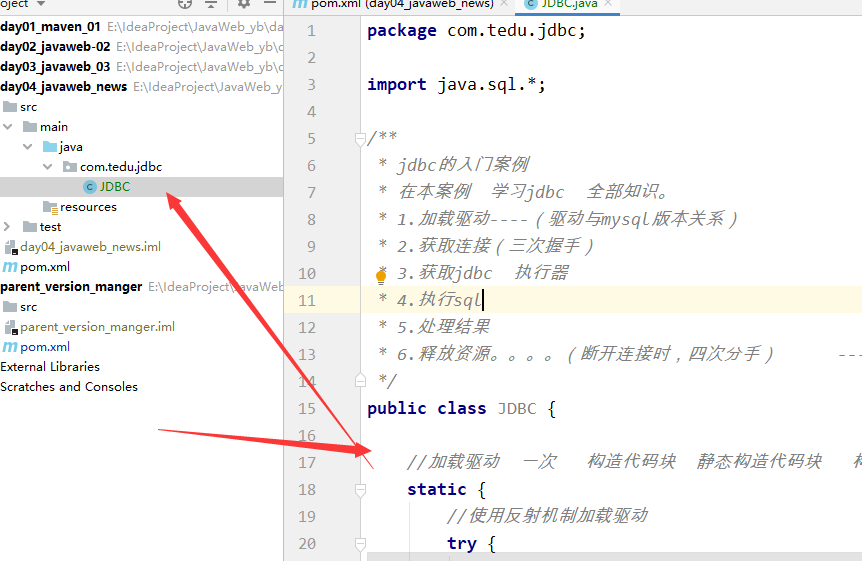 oject
day01_maven_01 E:\IdeaProject\JavaWeb_yb\da
day02_javaweb-02 E:\IdeaProject\JavaWeb_yb\d
day03_javaweb_03 E:\IdeaProject\JavaWeb_yb\d
day04_javaweb_news E:\IdeaProject\JavaWeb_y
src
main
java
com.tedu.jdbc
JDBC
resources
test
day04_javaweb_news.iml
pom.xml
parent_version_manger E:\IdeaProject\JavaWeb
src
parent_version_manger.iml
pom.xml
External Libraries
Scratches and Consoles
pom.xml (day04_javaweb_news)
JDBC.java
1 package com.tedu.jdbc;
2
3 import java.sql.*;
4
5 /**
6 * jdbc的入门案例
7 * 在本案例 学习jdbc 全部知识。
8 * 1.加载驱动----(驱动与mysql版本关系)
9 * 2.获取连接(三次握手)
10 * 3.获取jdbc 执行器
11 * 4.执行sql
12 * 5.处理结果
13 * 6.释放资源。。。。(断开连接时,四次分手) --
14 */
15 public class JDBC {
16
17 //加载驱动 一次 构造代码块 静态构造代码块
18 static {
19 //使用反射机制加载驱动
20 try {